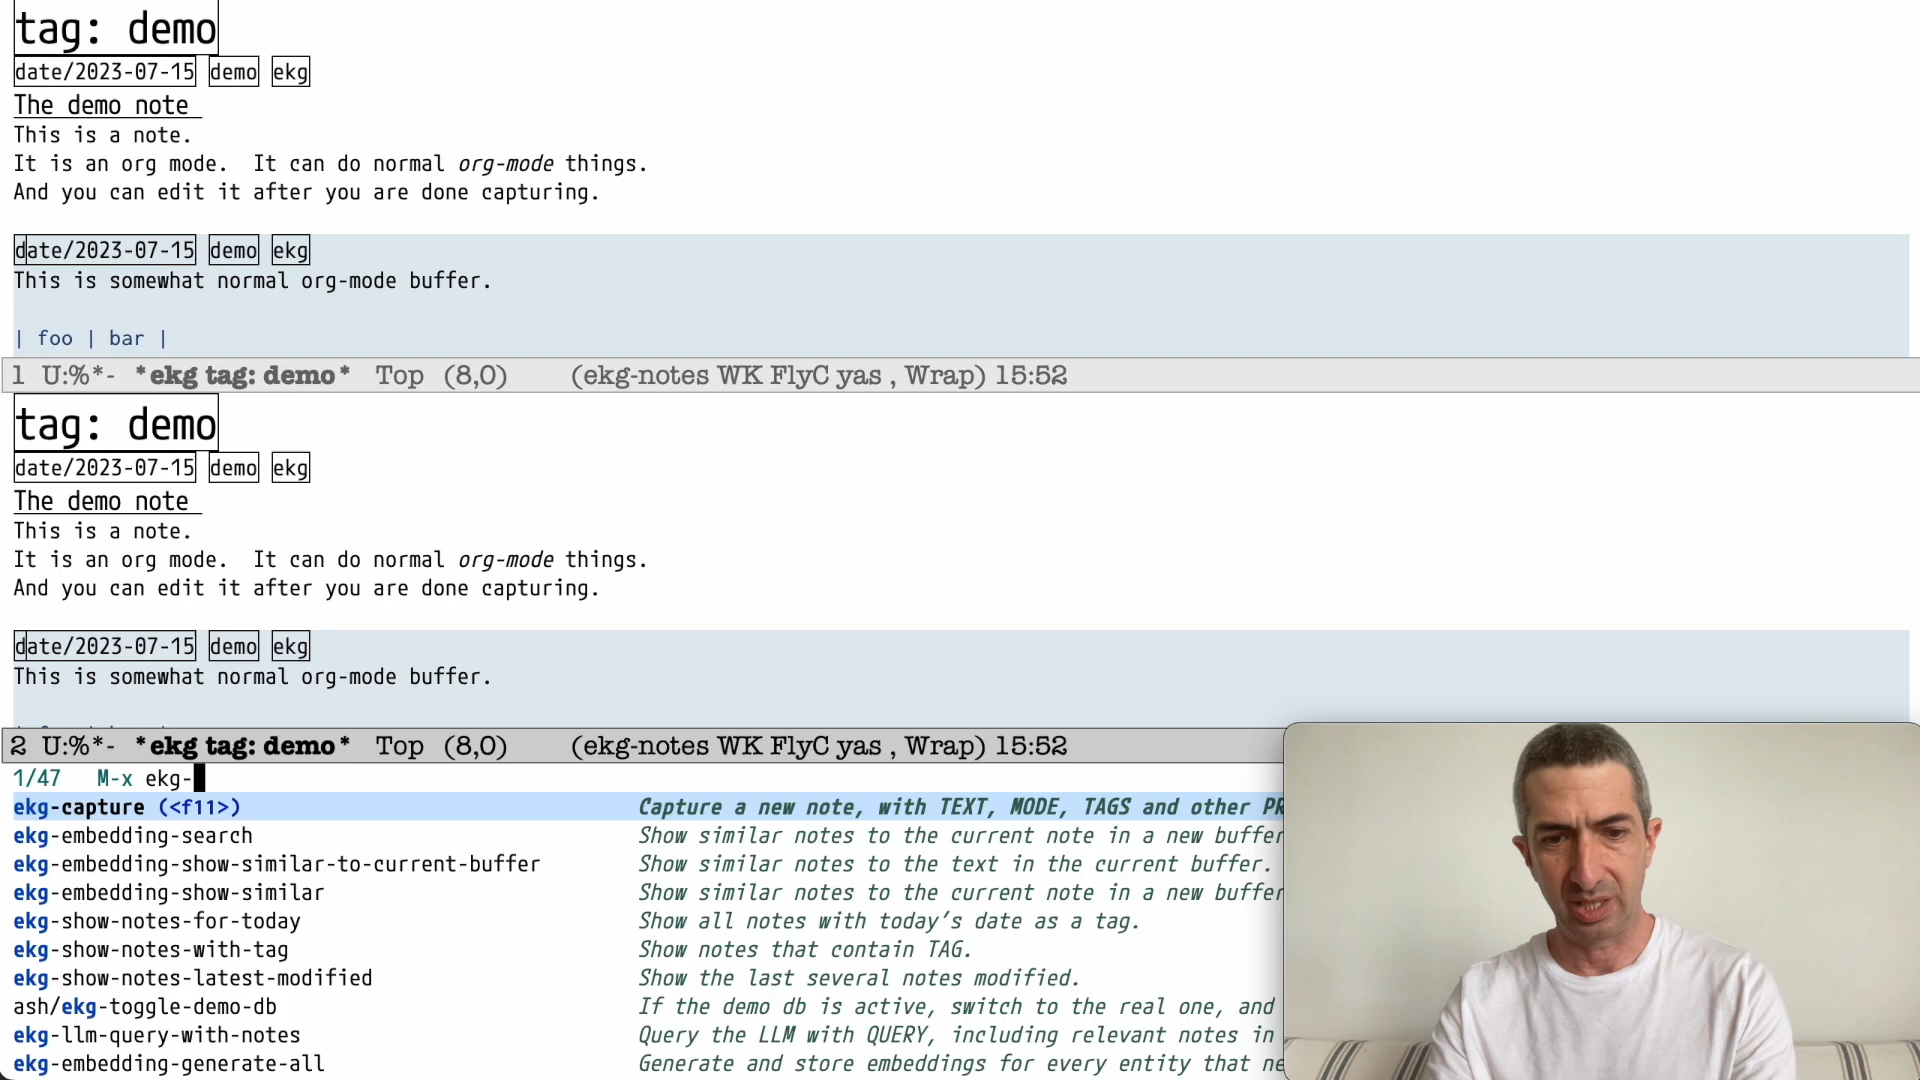 tag: demo
date/2023-07-15 demo ekg
The demo note
This is a note.
It is an org mode.  It can do normal org-mode things.
And you can edit it after you are done capturing.
date/2023-07-15 demo ekg
This is somewhat normal org-mode buffer.
| foo | bar |
1 U:%*- *ekg tag: demo* Top (8,0) (ekg-notes WK FlyC yas , Wrap) 15:52
tag: demo
date/2023-07-15 demo ekg
The demo note
This is a note.
It is an org mode.  It can do normal org-mode things.
And you can edit it after you are done capturing.
date/2023-07-15 demo ekg
This is somewhat normal org-mode buffer.
2 U:%*- *ekg tag: demo* Top (8,0) (ekg-notes WK FlyC yas , Wrap) 15:52
1/47 M-x ekg-
ekg-capture (<f11>) Capture a new note, with TEXT, MODE, TAGS and other
ekg-embedding-search Show similar notes to the current note in a new buffer
ekg-embedding-show-similar-to-current-buffer Show similar notes to the text in the current buffer.
ekg-embedding-show-similar Show similar notes to the current note in a new buffer
ekg-show-notes-for-today Show all notes with today's date as a tag.
ekg-show-notes-with-tag Show notes that contain TAG.
ekg-show-notes-latest-modified Show the last several notes modified.
ash/ekg-toggle-demo-db If the demo db is active, switch to the real one, and
ekg-llm-query-with-notes Query the LLM with QUERY, including relevant notes in
ekg-embedding-generate-all Generate and store embeddings for every entity that